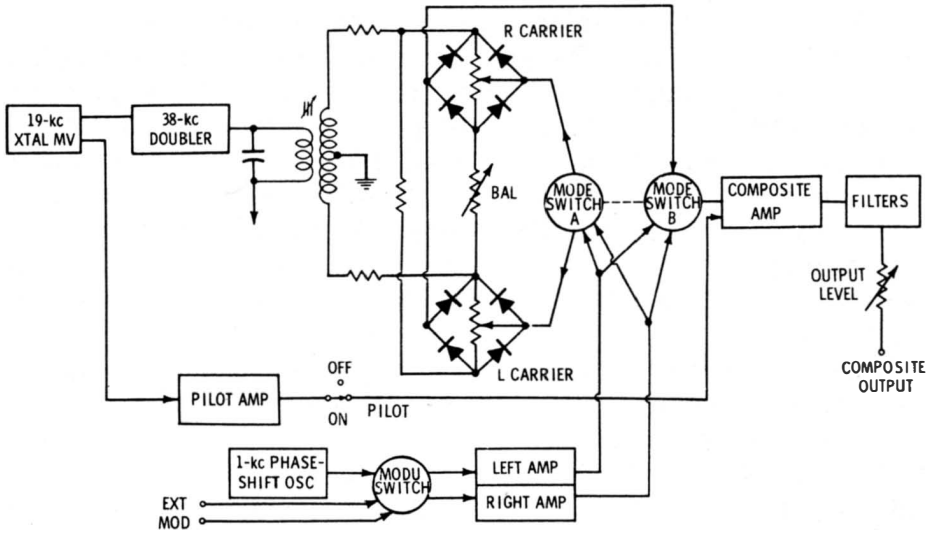 R CARRIER
19-kc
XTAL MV
38-kc
DOUBLER
BAL
MODE
SWITCH
A
MODE
SWITCH
B
COMPOSITE
AMP
FILTERS
OUTPUT
LEVEL
COMPOSITE
OUTPUT
L CARRIER
OFF
ON
PILOT
PILOT AMP
1-kc PHASE-
SHIFT OSC
MODU
SWITCH
LEFT AMP
RIGHT AMP
EXT
MOD